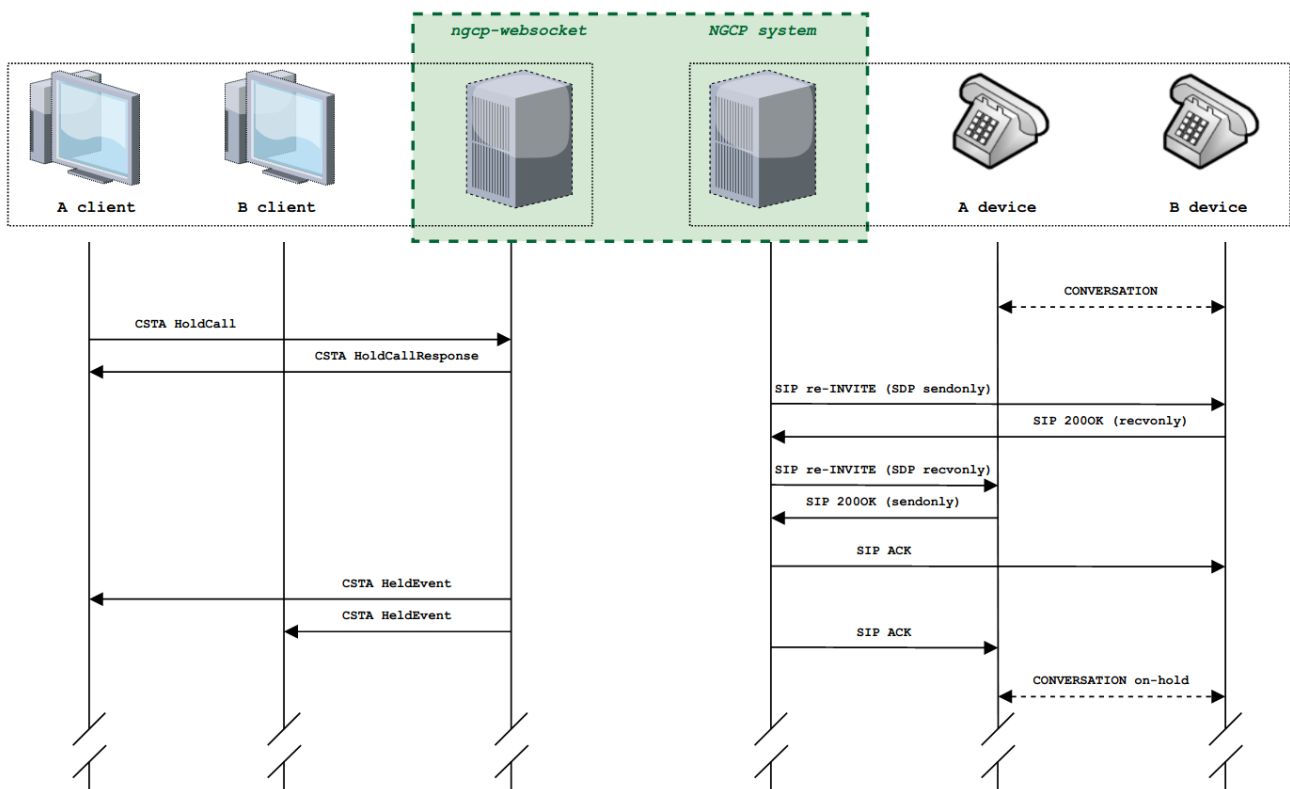 ngcp-websocket
NGCP system
A client
B client
A device
B device
CONVERSATION
CSTA HoldCall
CSTA HoldCallResponse
SIP re-INVITE (SDP sendonly)
SIP 200OK (recvonly)
SIP re-INVITE (SDP recvonly)
SIP 200OK (sendonly)
SIP ACK
CSTA HeldEvent
CSTA HeldEvent
SIP ACK
CONVERSATION on-hold